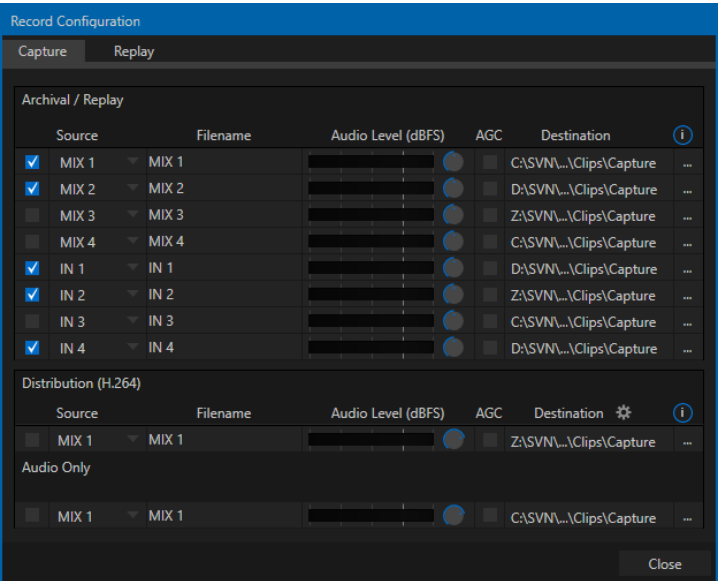 Record Configuration
Capture Replay
Archival / Replay
Source Filename Audio Level (dBFS) AGC Destination i
MIX 1 MIX 1 C:\SVN\...\Clips\Capture ...
MIX 2 MIX 2 D:\SVN\...\Clips\Capture ...
MIX 3 MIX 3 Z:\SVN\...\Clips\Capture ...
MIX 4 MIX 4 C:\SVN\...\Clips\Capture ...
IN 1 IN 1 D:\SVN\...\Clips\Capture ...
IN 2 IN 2 Z:\SVN\...\Clips\Capture ...
IN 3 IN 3 C:\SVN\...\Clips\Capture ...
IN 4 IN 4 D:\SVN\...\Clips\Capture ...
Distribution (H.264)
Source Filename Audio Level (dBFS) AGC Destination i
MIX 1 MIX 1 Z:\SVN\...\Clips\Capture ...
Audio Only
MIX 1 MIX 1 C:\SVN\...\Clips\Capture ...
Close